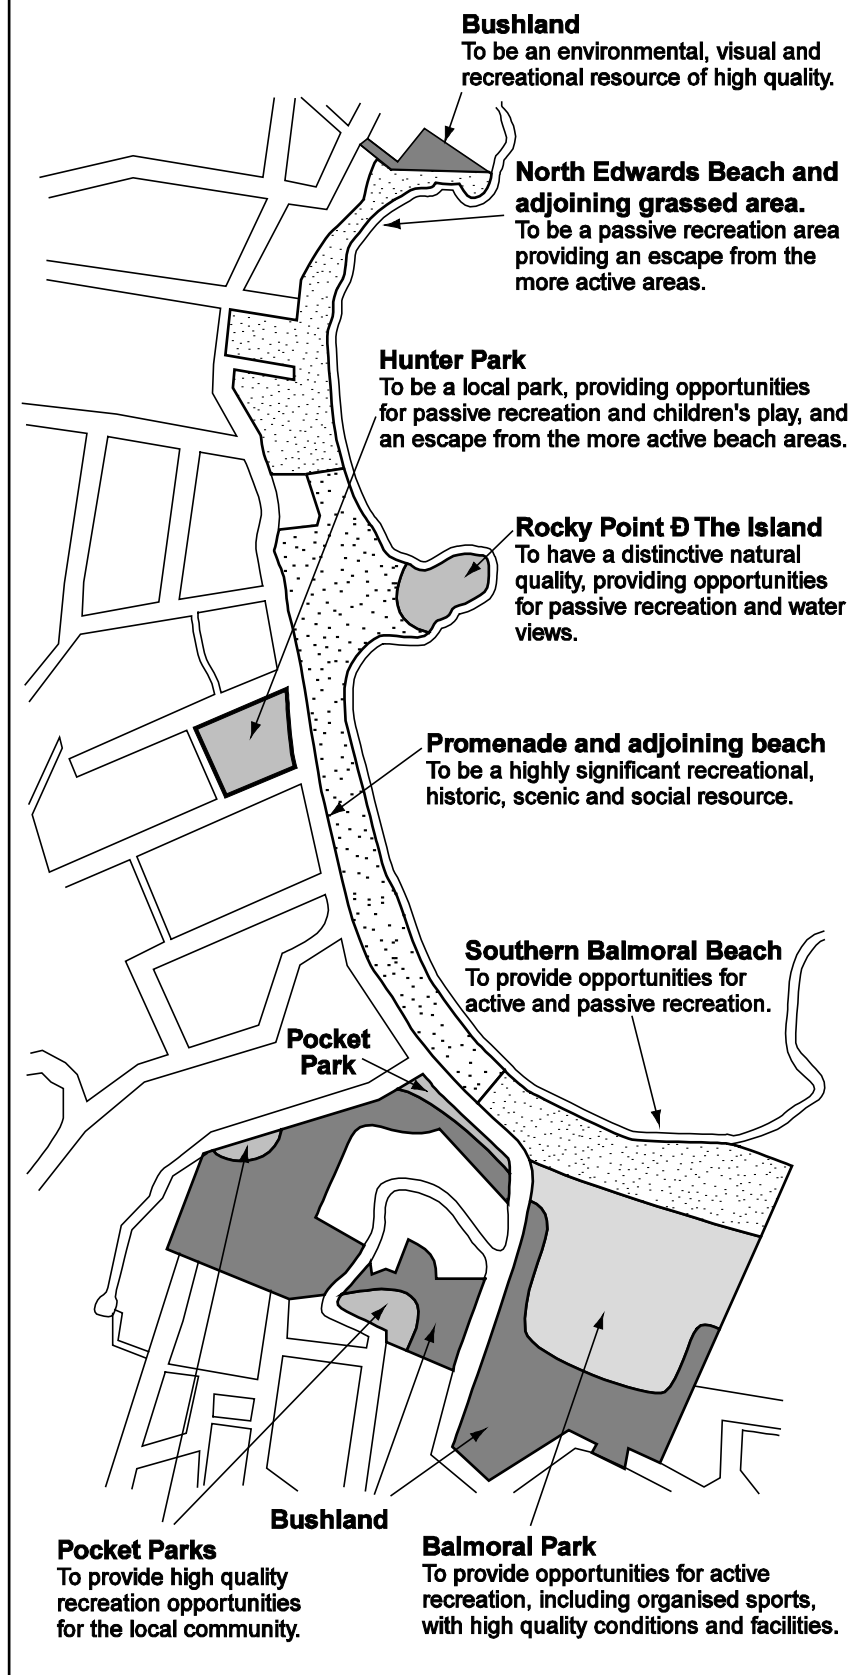 Bushland
To be an environmental, visual and
recreational resource of high quality.
North Edwards Beach and
adjoining grassed area.
To be a passive recreation area
providing an escape from the
more active areas.
Hunter Park
To be a local park, providing opportunities
for passive recreation and children's play, and
an escape from the more active beach areas.
Rocky Point Ð The Island
To have a distinctive natural
quality, providing opportunities
for passive recreation and water
views.
Promenade and adjoining beach
To be a highly significant recreational,
historic, scenic and social resource.
Southern Balmoral Beach
To provide opportunities for
active and passive recreation.
Pocket
Park
Bushland
Pocket Parks
To provide high quality
recreation opportunities
for the local community.
Balmoral Park
To provide opportunities for active
recreation, including organised sports,
with high quality conditions and facilities.